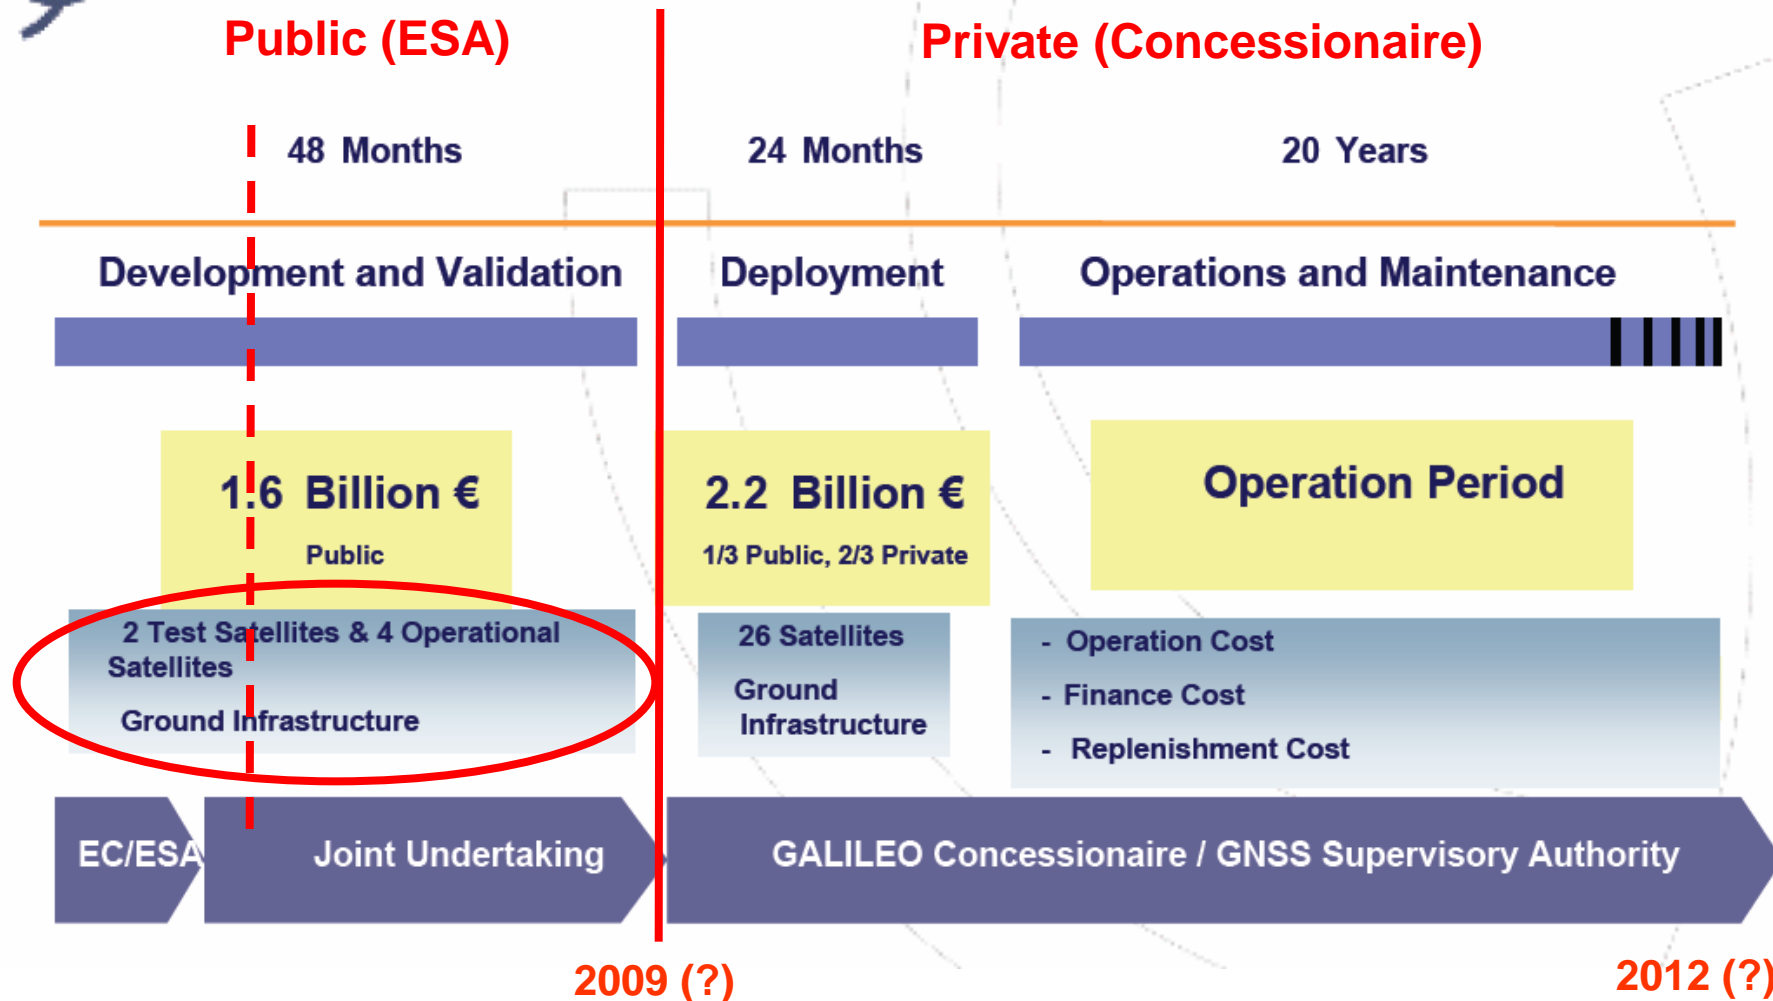 Public (ESA)
Private (Concessionaire)
48 Months
24 Months
20 Years
Development and Validation
Deployment
Operations and Maintenance
1.6 Billion €
Public
2.2 Billion €
1/3 Public, 2/3 Private
Operation Period
2 Test Satellites & 4 Operational
Satellites
Ground Infrastructure
26 Satellites
Ground
Infrastructure
- Operation Cost
- Finance Cost
- Replenishment Cost
EC/ESA
Joint Undertaking
GALILEO Concessionaire / GNSS Supervisory Authority
2009 (?)
2012 (?)